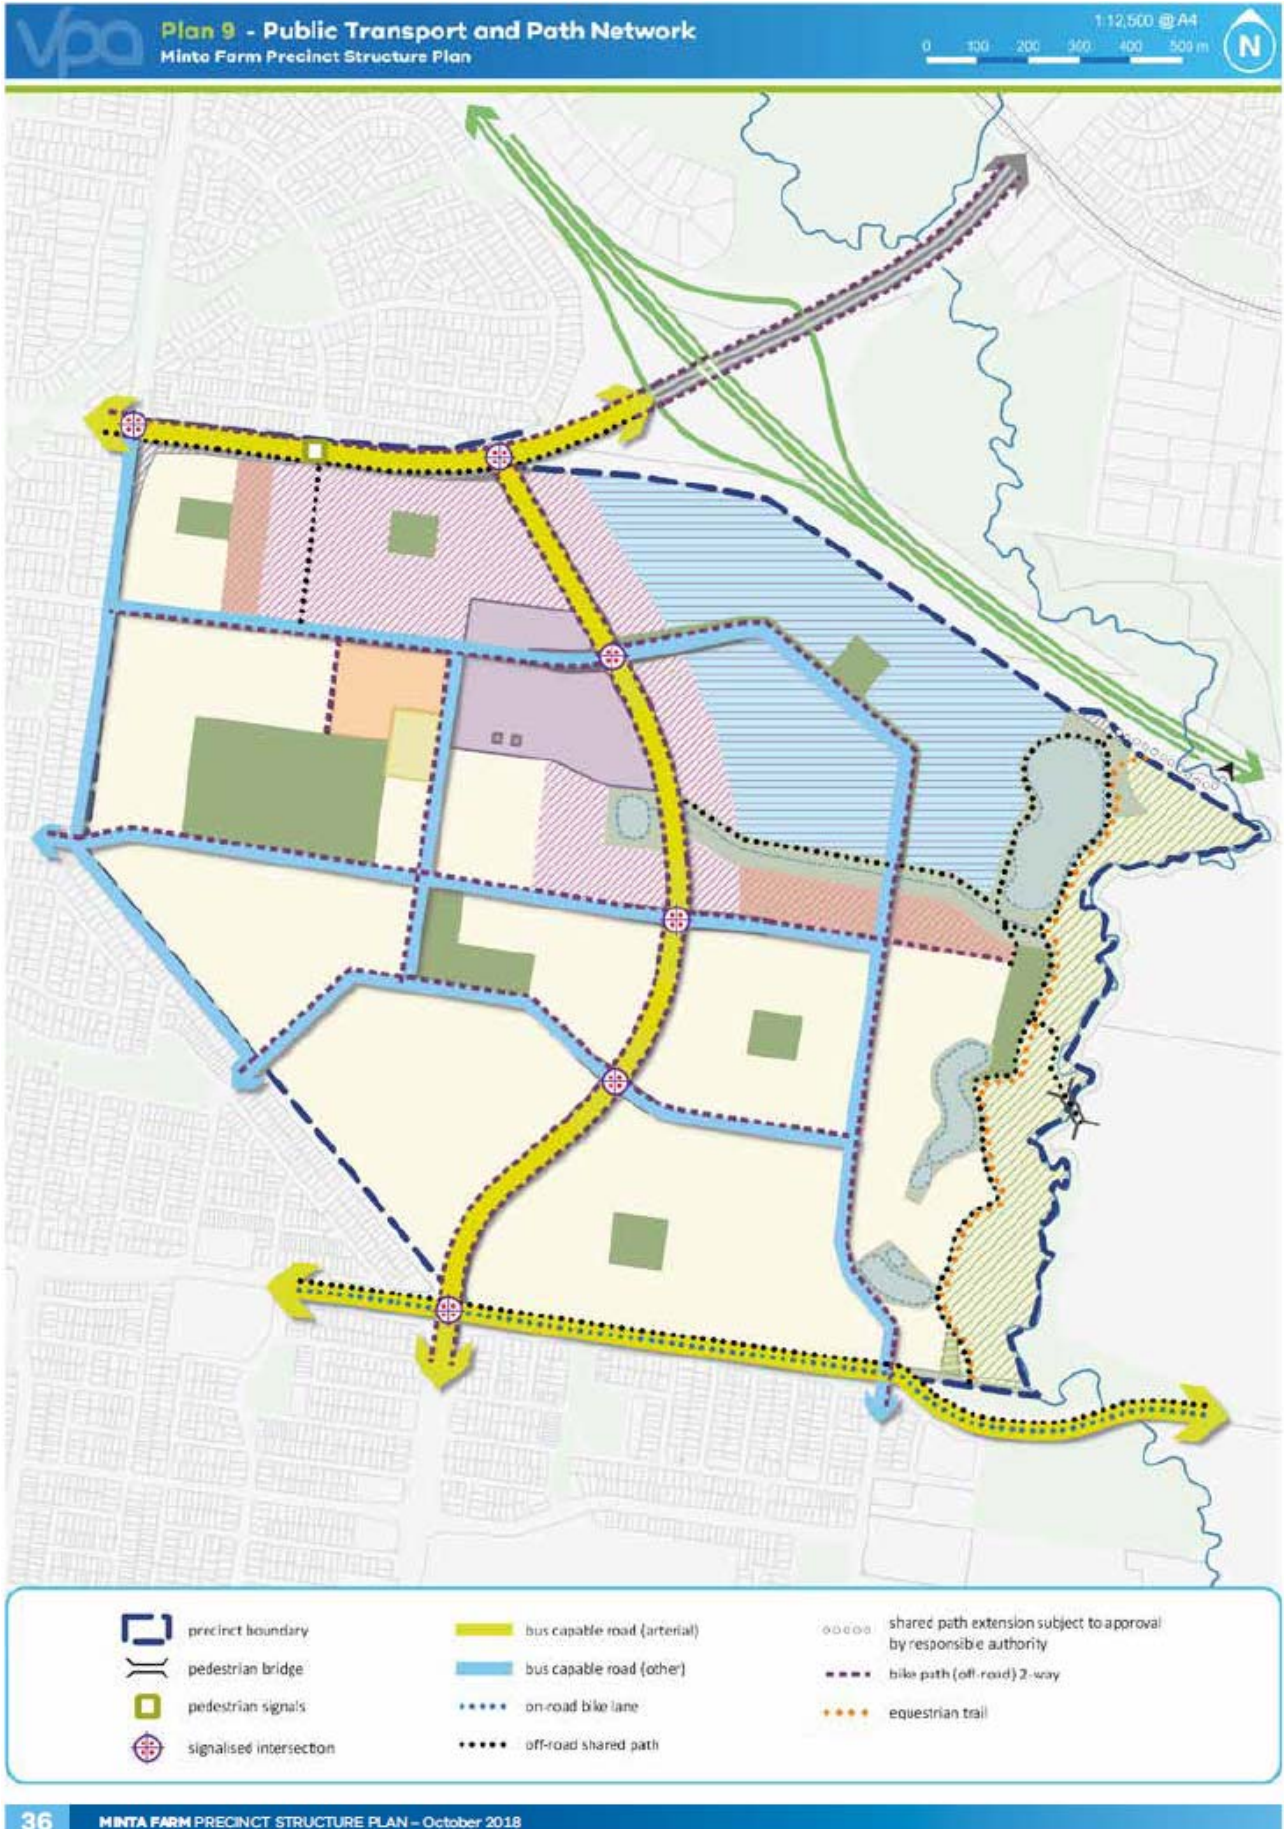 vpa
Plan 9 - Public Transport and Path Network
Minta Farm Precinct Structure Plan
1:12,500 @ A4
0 100 200 300 400 500 m
N
precinct boundary
pedestrian bridge
pedestrian signals
signalised intersection
bus capable road (arterial)
bus capable road (other)
on-road bike lane
off-road shared path
shared path extension subject to approval
by responsible authority
bike path (off-road) 2-way
equestrian trail
36 MINTA FARM PRECINCT STRUCTURE PLAN – October 2018